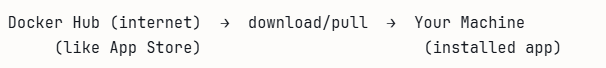 Docker Hub (internet)  →  download/pull  →  Your Machine
     (like App Store)                        (installed app)